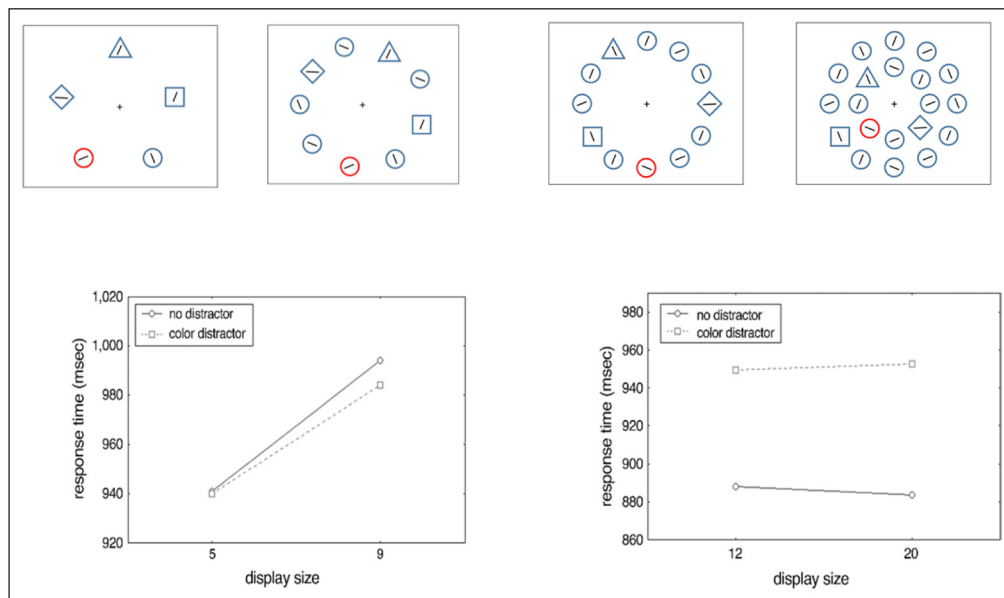 +
+
+
+
1,020
1,000
980
960
940
920
response time (msec)
no distractor
color distractor
5
9
display size
980
960
940
920
900
880
860
response time (msec)
no distractor
color distractor
12
20
display size